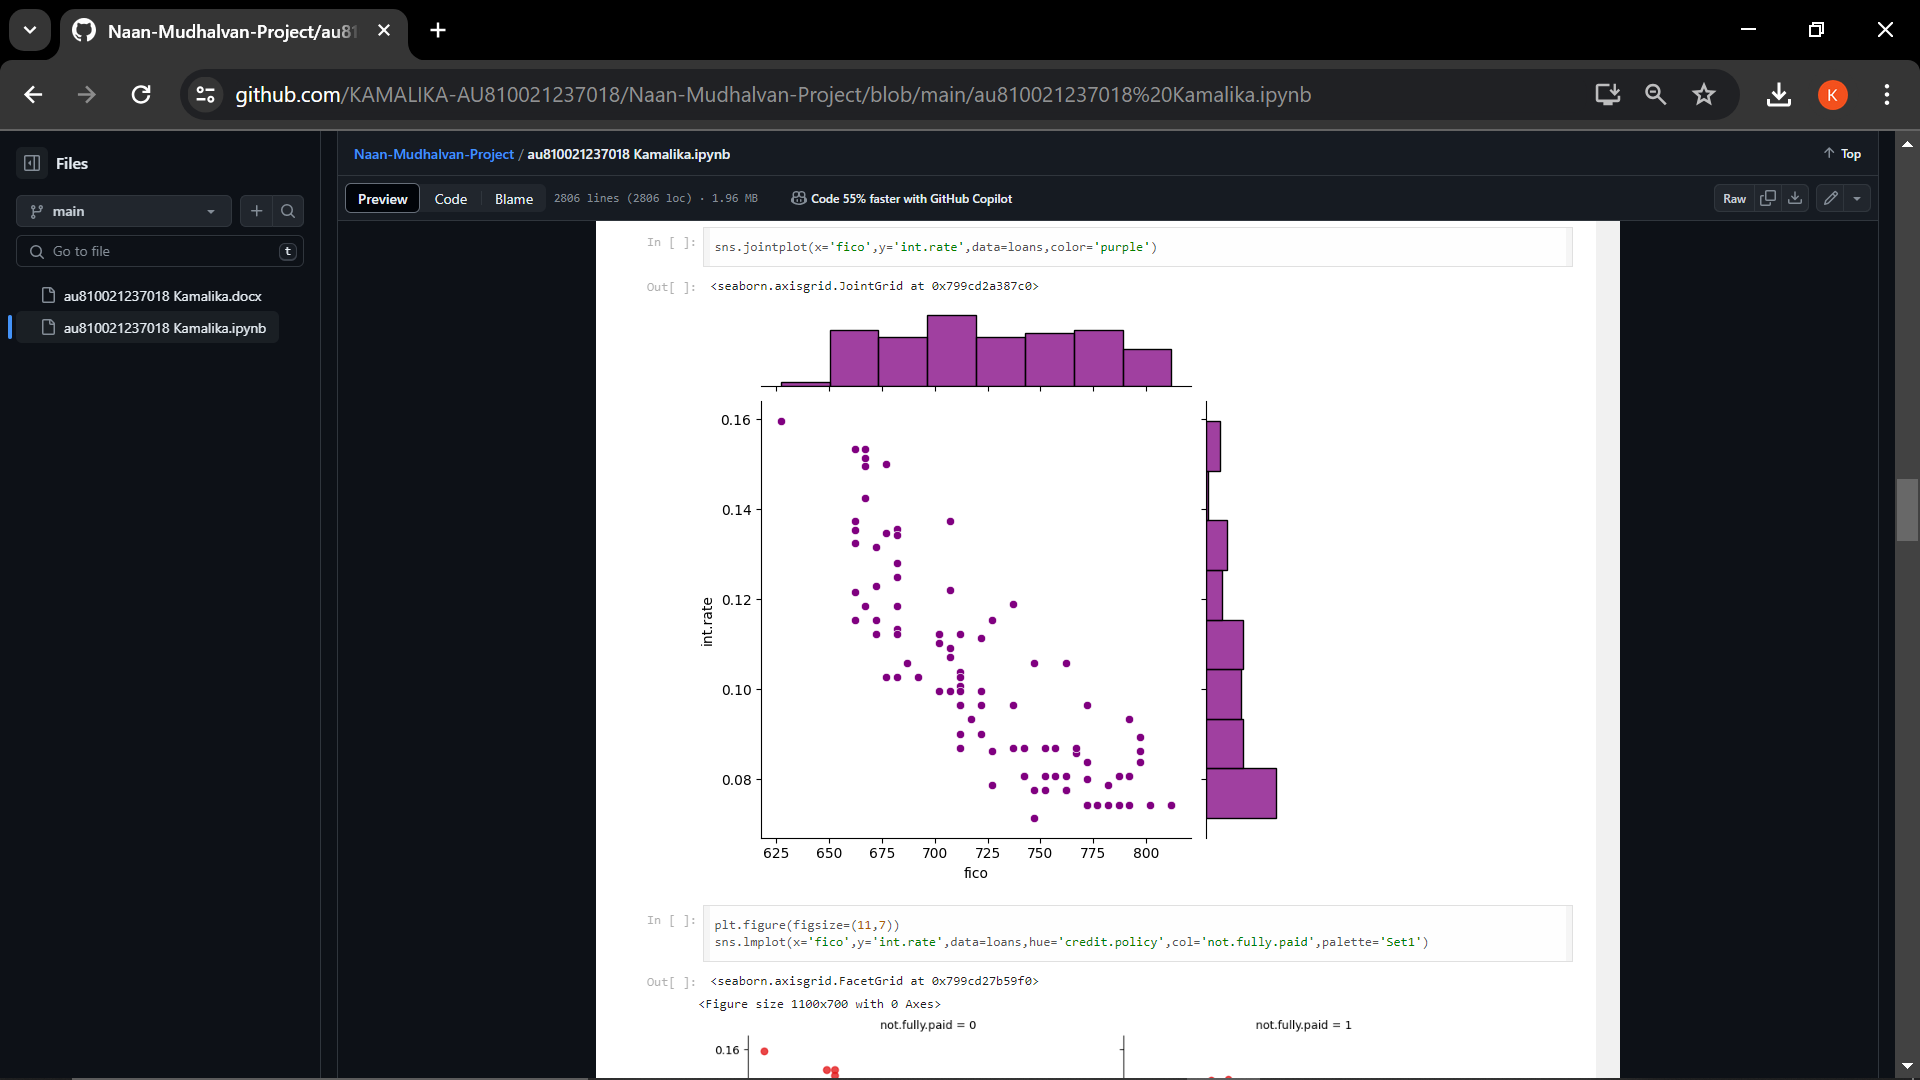 Naan-Mudhalvan-Project/au81
github.com/KAMALIKA-AU810021237018/Naan-Mudhalvan-Project/blob/main/au810021237018%20Kamalika.ipynb
K
Files
main
Go to file
t
au810021237018 Kamalika.docx
au810021237018 Kamalika.ipynb
Naan-Mudhalvan-Project / au810021237018 Kamalika.ipynb
Top
Preview
Code
Blame
2806 lines (2806 loc) · 1.96 MB
Code 55% faster with GitHub Copilot
Raw
In [ ]:
sns.jointplot(x='fico',y='int.rate',data=loans,color='purple')
Out[ ]:
<seaborn.axisgrid.JointGrid at 0x799cd2a387c0>
0.16
0.14
0.12
0.10
0.08
int.rate
625 650 675 700 725 750 775 800
fico
In [ ]:
plt.figure(figsize=(11,7))
sns.lmplot(x='fico',y='int.rate',data=loans,hue='credit.policy',col='not.fully.paid',palette='Set1')
Out[ ]:
<seaborn.axisgrid.FacetGrid at 0x799cd27b59f0>
<Figure size 1100x700 with 0 Axes>
not.fully.paid = 0
not.fully.paid = 1
0.16